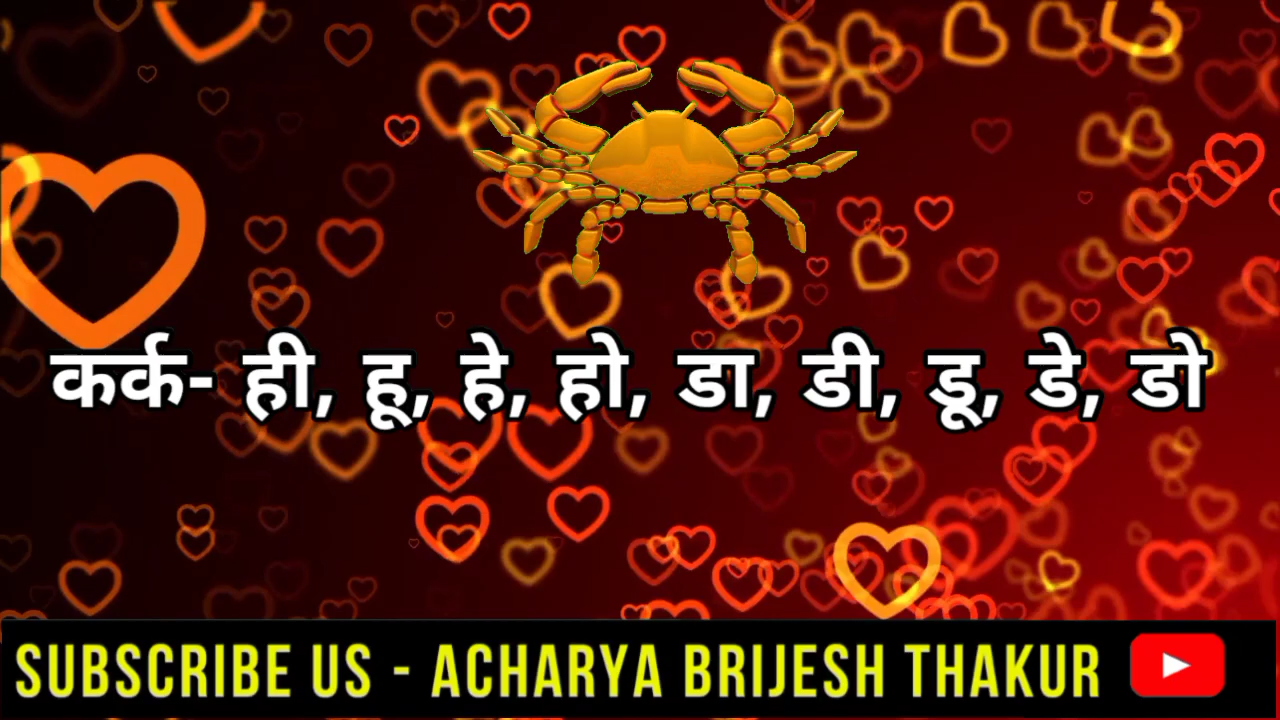 कर्क- ही, हू, हे, हो, डा, डी, डू, डे, डो
SUBSCRIBE US - ACHARYA BRIJESH THAKUR